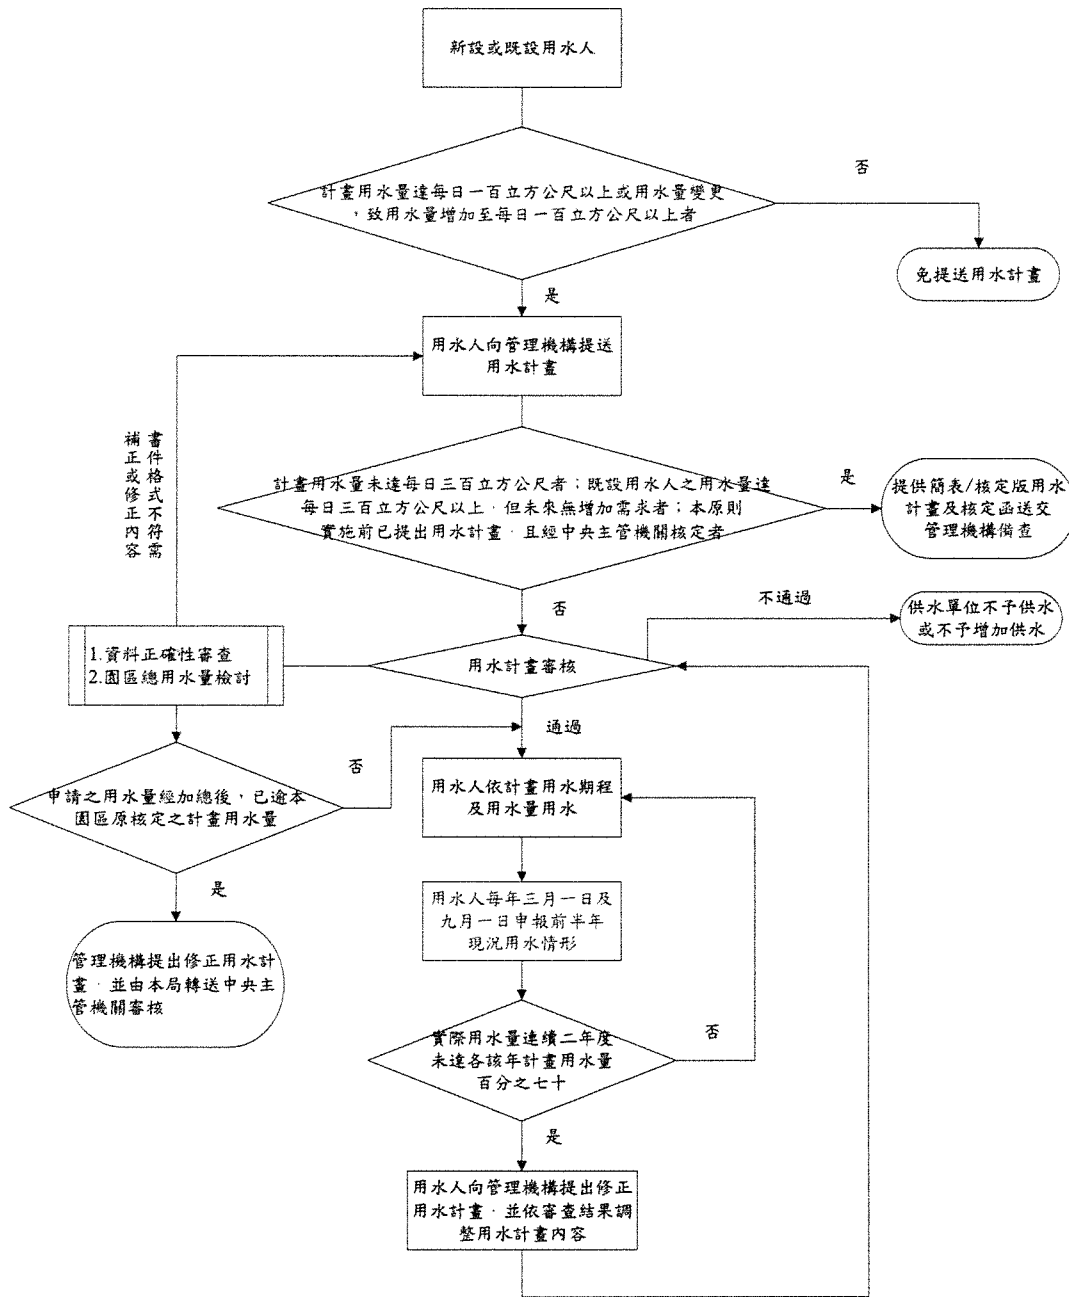 新設或既設用水人
計畫用水量達每日一百立方公尺以上或用水量變更
，致用水量增加至每日一百立方公尺以上者
否
免提送用水計畫
是
用水人向管理機構提送
用水計畫
書件格式不符需
補正或修正內容
計畫用水量未達每日三百立方公尺者；既設用水人之用水量達
每日三百立方公尺以上，但未來無增加需求者；本原則
實施前已提出用水計畫，且經中央主管機關核定者
是
提供簡表/核定版用水
計畫及核定函送交
管理機構備查
否
不通過
供水單位不予供水
或不予增加供水
1.資料正確性審查
2.園區總用水量檢討
用水計畫審核
通過
否
申請之用水量經加總後，已逾本
園區原核定之計畫用水量
用水人依計畫用水期程
及用水量用水
是
用水人每年三月一日及
九月一日申報前半年
現況用水情形
管理機構提出修正用水計
畫，並由本局轉送中央主
管機關審核
實際用水量連續二年度
未達各該年計畫用水量
百分之七十
否
是
用水人向管理機構提出修正
用水計畫，並依審查結果調
整用水計畫內容